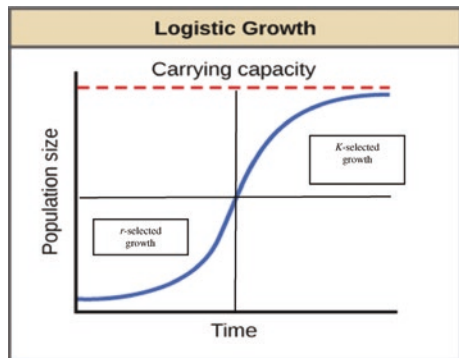 Logistic Growth
Carrying capacity
Population size
K-selected
growth
r-selected
growth
Time